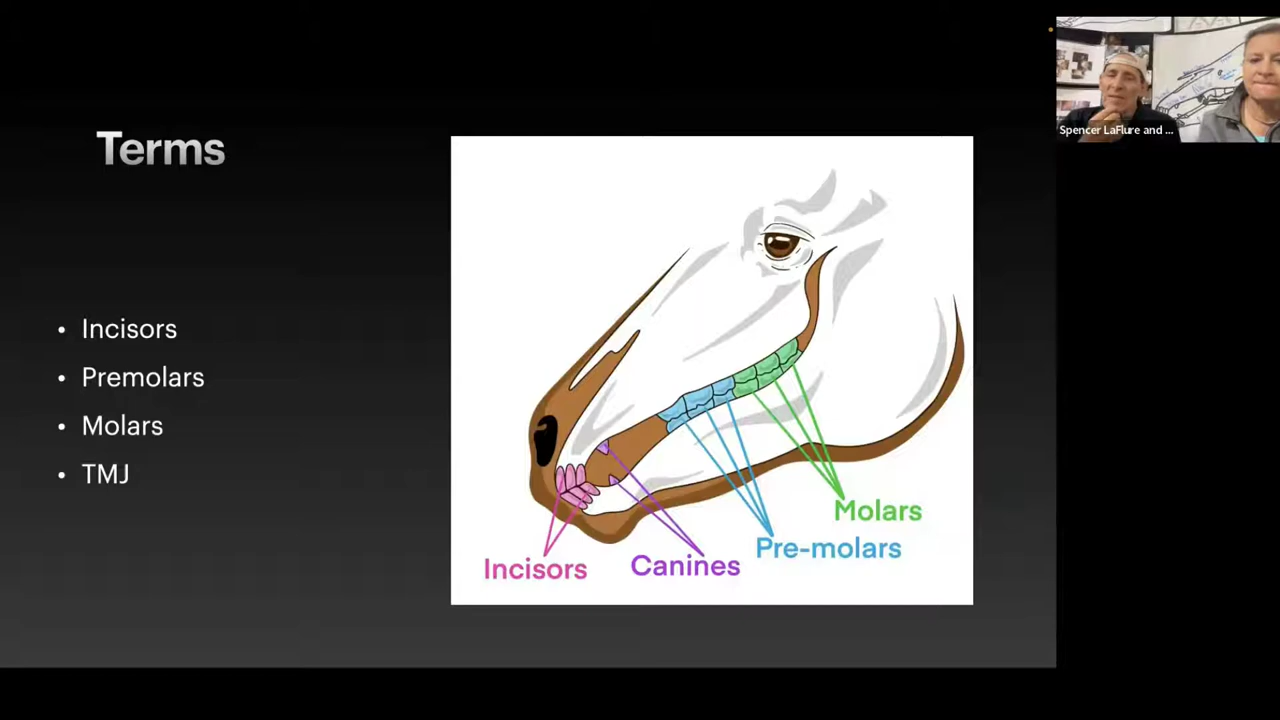 Terms
• Incisors
• Premolars
• Molars
• TMJ
Molars
Pre-molars
Canines
Incisors
Spencer LaFlure and ...